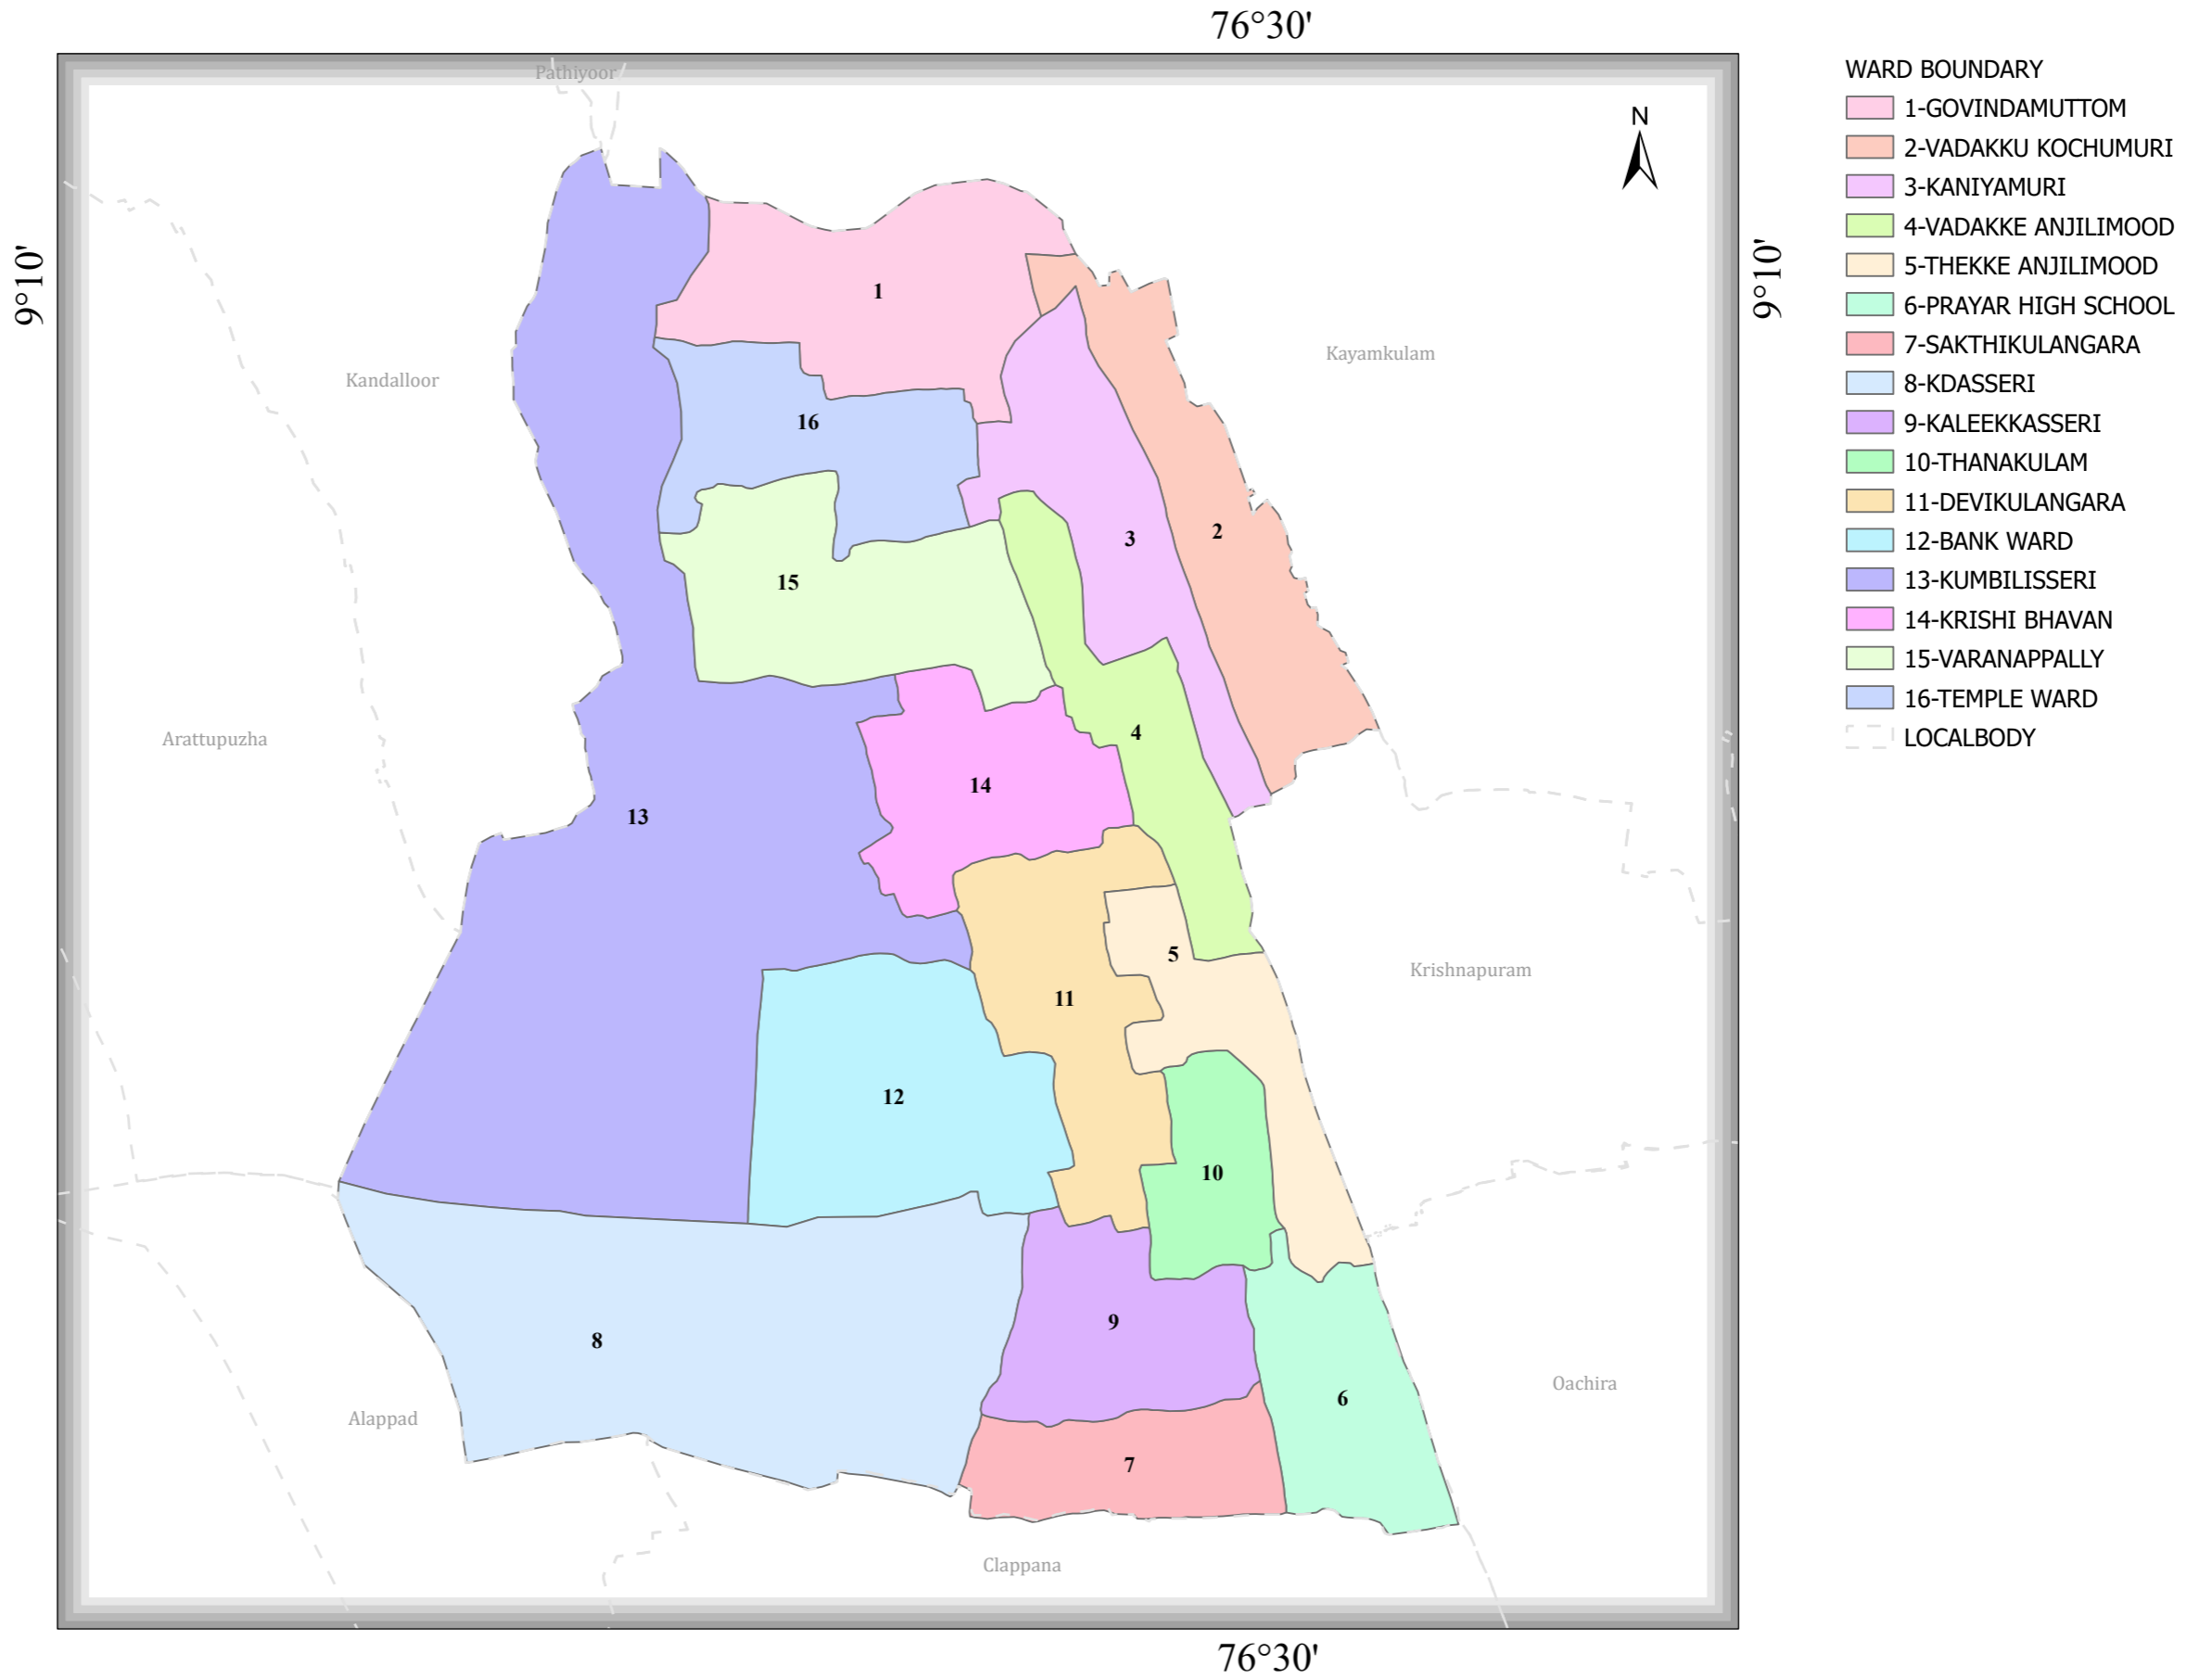 76°30'
Pathiyoor
N
9°10'
9°10'
1
Kayamkulam
Kandalloor
16
3
2
15
Arattupuzha
4
14
13
5
Krishnapuram
11
12
10
9
8
Oachira
6
Alappad
7
Clappana
76°30'
WARD BOUNDARY
1-GOVINDAMUTTOM
2-VADAKKU KOCHUMURI
3-KANIYAMURI
4-VADAKKE ANJILIMOOD
5-THEKKE ANJILIMOOD
6-PRAYAR HIGH SCHOOL
7-SAKTHIKULANGARA
8-KDASSERI
9-KALEEKKASSERI
10-THANAKULAM
11-DEVIKULANGARA
12-BANK WARD
13-KUMBILISSERI
14-KRISHI BHAVAN
15-VARANAPPALLY
16-TEMPLE WARD
LOCALBODY